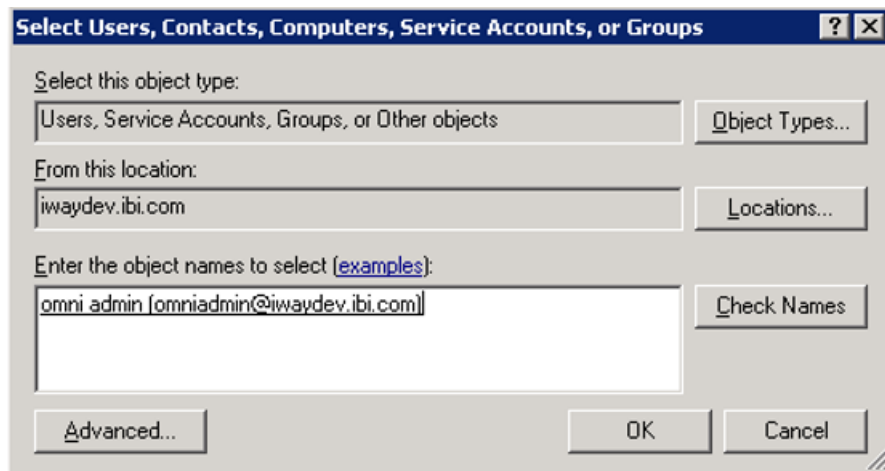 Select Users, Contacts, Computers, Service Accounts, or Groups
Select this object type:
Users, Service Accounts, Groups, or Other objects
Object Types...
From this location:
iwaydev.ibi.com
Locations...
Enter the object names to select (examples):
omni admin (omniadmin@iwaydev.ibi.com)
Check Names
Advanced...
OK
Cancel